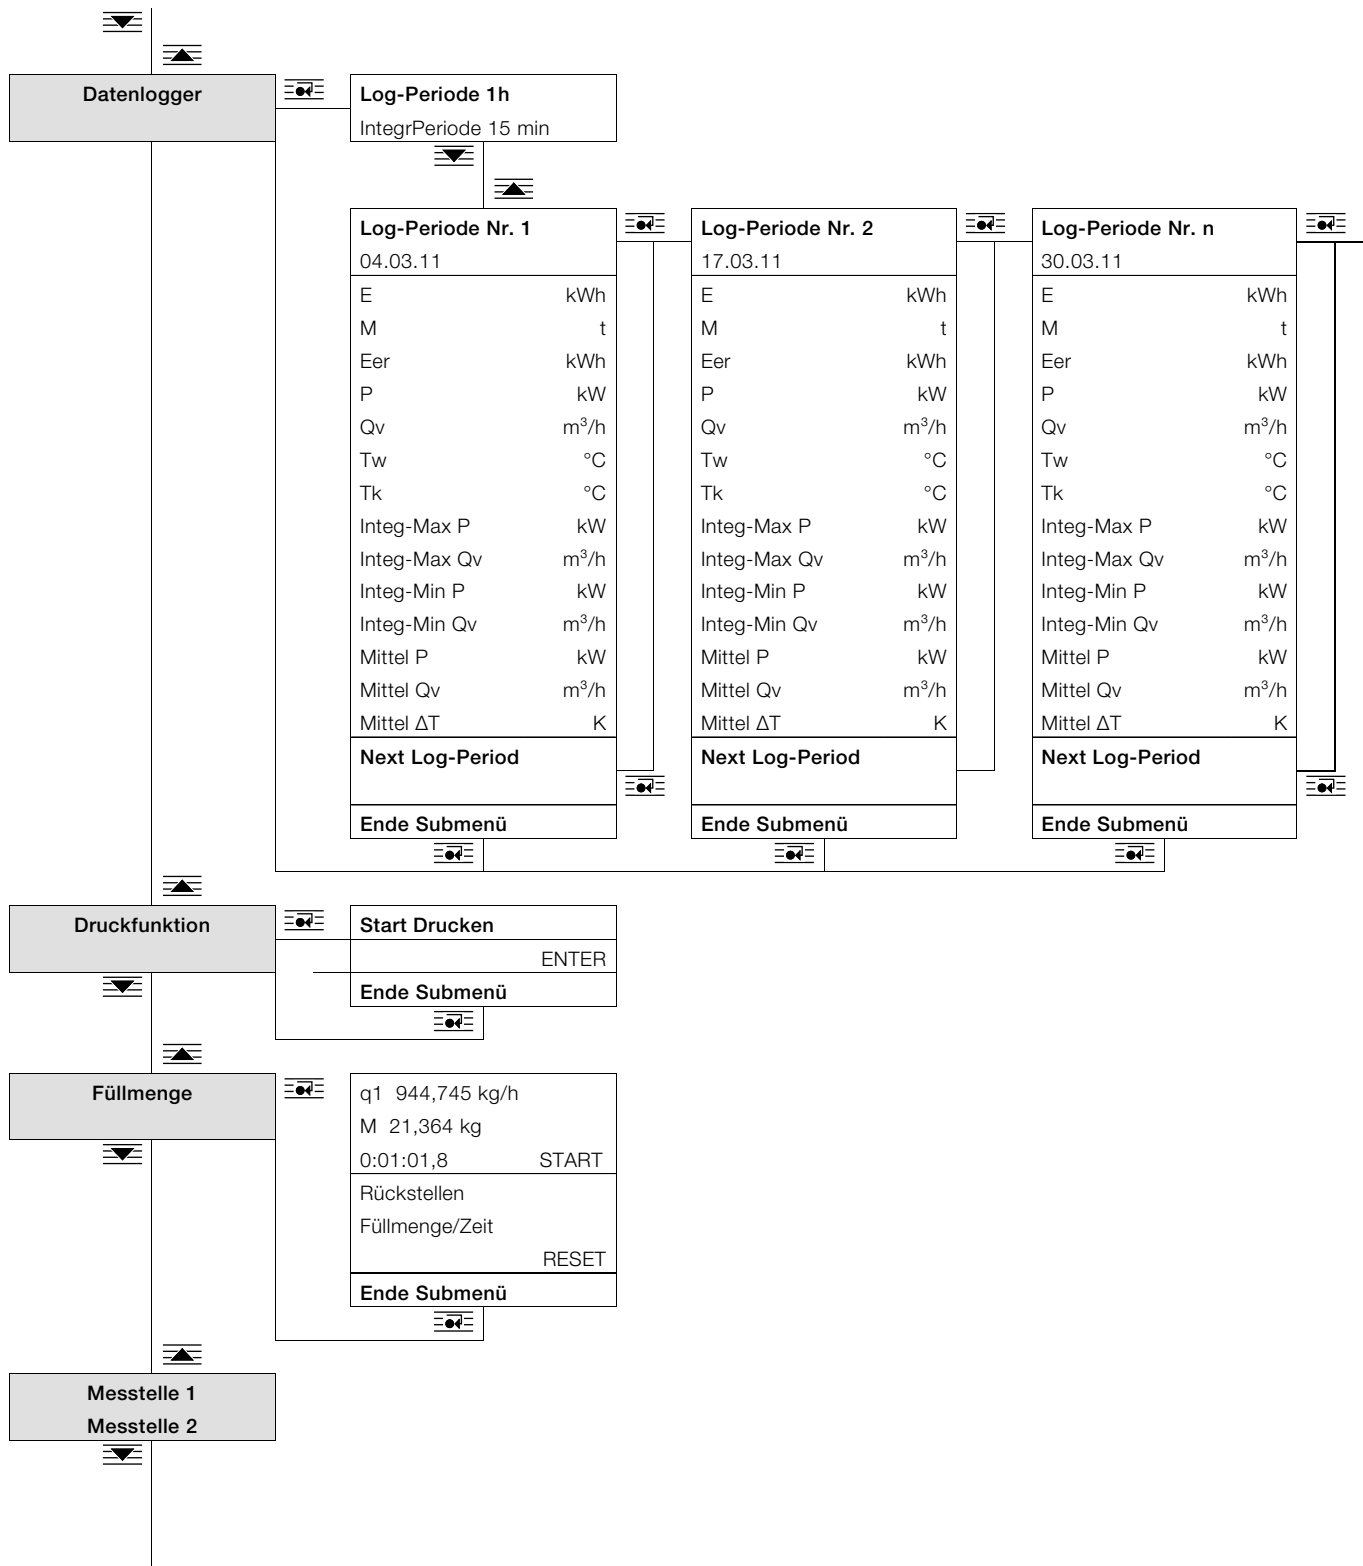 Datenlogger
Log-Periode 1h
IntegrPeriode 15 min
Log-Periode Nr. 1
04.03.11
E kWh
M t
Eer kWh
P kW
Qv m³/h
Tw °C
Tk °C
Integ-Max P kW
Integ-Max Qv m³/h
Integ-Min P kW
Integ-Min Qv m³/h
Mittel P kW
Mittel Qv m³/h
Mittel ΔT K
Next Log-Period
Ende Submenü
Log-Periode Nr. 2
17.03.11
E kWh
M t
Eer kWh
P kW
Qv m³/h
Tw °C
Tk °C
Integ-Max P kW
Integ-Max Qv m³/h
Integ-Min P kW
Integ-Min Qv m³/h
Mittel P kW
Mittel Qv m³/h
Mittel ΔT K
Next Log-Period
Ende Submenü
Log-Periode Nr. n
30.03.11
E kWh
M t
Eer kWh
P kW
Qv m³/h
Tw °C
Tk °C
Integ-Max P kW
Integ-Max Qv m³/h
Integ-Min P kW
Integ-Min Qv m³/h
Mittel P kW
Mittel Qv m³/h
Mittel ΔT K
Next Log-Period
Ende Submenü
Druckfunktion
Start Drucken
ENTER
Ende Submenü
Füllmenge
q1 944,745 kg/h
M 21,364 kg
0:01:01,8 START
Rückstellen
Füllmenge/Zeit
RESET
Ende Submenü
Messtelle 1
Messtelle 2